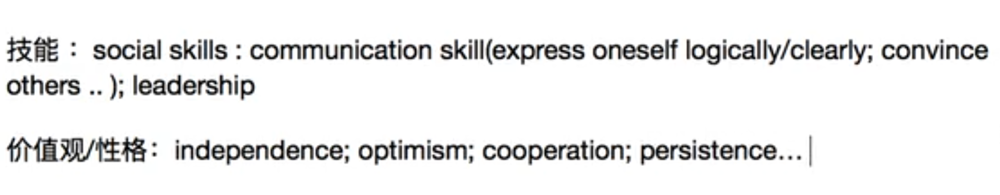 技能： social skills : communication skill(express oneself logically/clearly; convince
others .. ); leadership
价值观/性格：independence; optimism; cooperation; persistence…